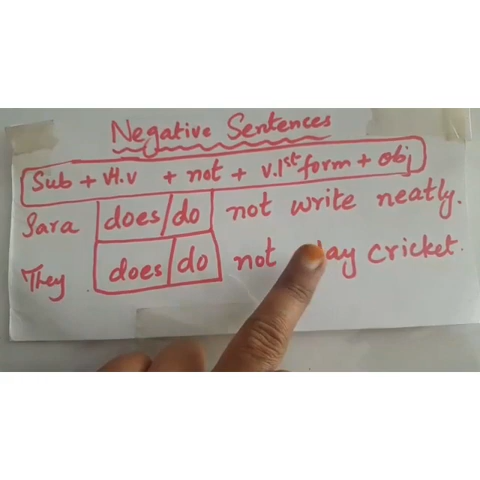 Negative Sentences
Sub + H.v + not + v.1st form + obj
Sara does/do not write neatly.
They does/do not cricket.